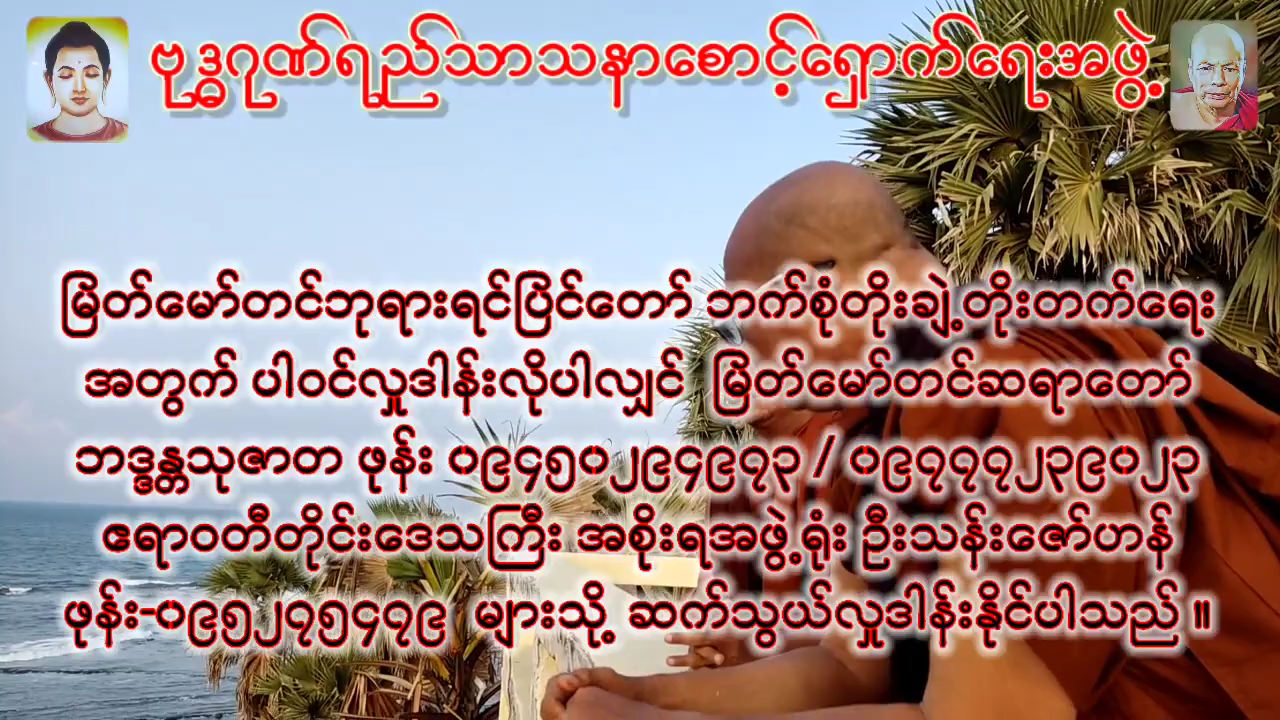 ဗုဒ္ဓဂုဏ်ရည်သာသနာစောင့်ရှောက်ရေးအဖွဲ့
မြတ်မော်တင်ဘုရားရင်ပြင်တော် ဘက်စုံတိုးချဲ့တိုးတက်ရေး
အတွက် ပါဝင်လှုဒါန်းလိုပါလျှင် မြတ်မော်တင်ဆရာတော်
ဘဒ္ဒန္တသုဇာတ ဖုန်း ၀၉၄၅၀၂၉၄၉၇၃ / ၀၉၇၇၇၂၃၉၀၂၃
ဧရာဝတီတိုင်းဒေသကြီး အစိုးရအဖွဲ့ရုံး ဦးသန်းဇော်ဟန်
ဖုန်း-၀၉၅၂၇၅၄၇၉ များသို့ ဆက်သွယ်လှုဒါန်းနိုင်ပါသည် ။